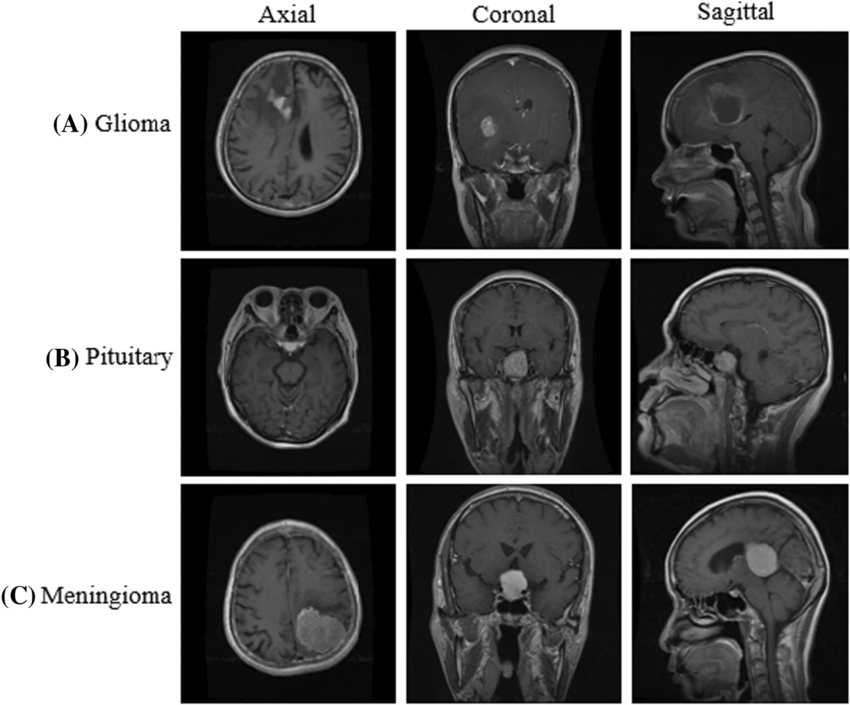 Axial Coronal Sagittal
(A) Glioma
(B) Pituitary
(C) Meningioma